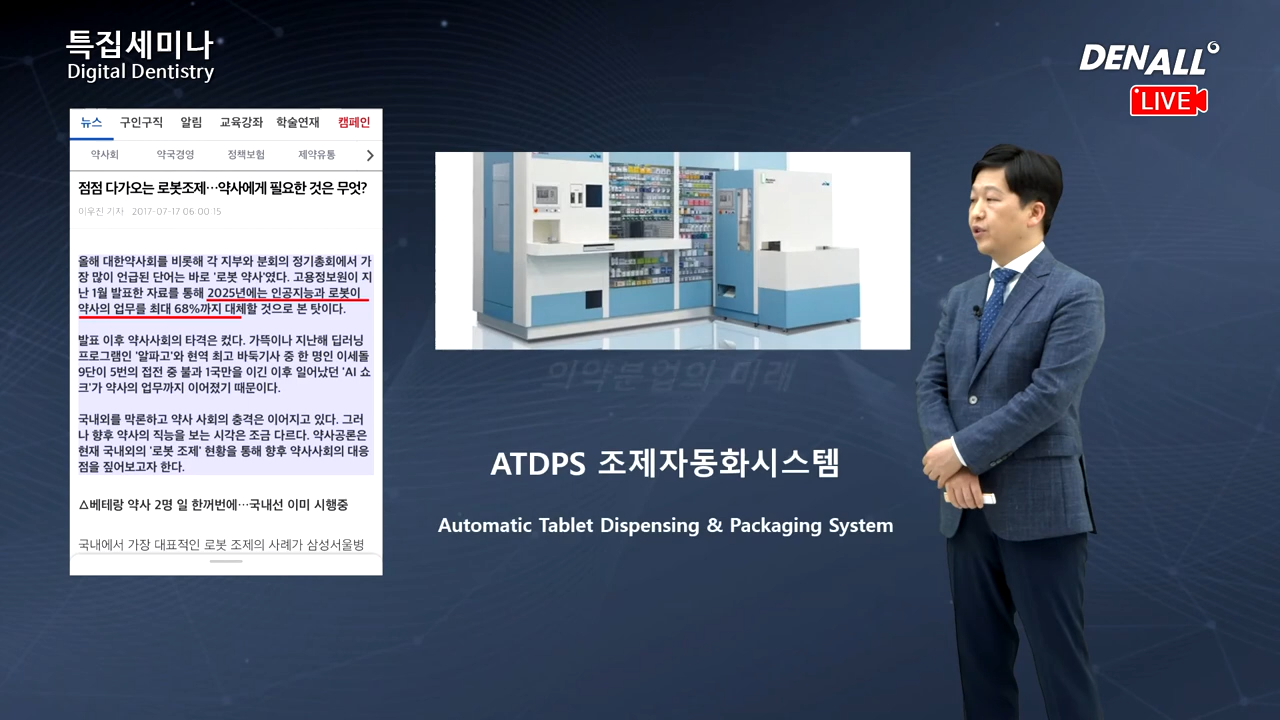 특집세미나
Digital Dentistry
DENALL
LIVE
뉴스 구인구직 알림 교육강좌 학술연재 캠페인
약사회 약국경영 정책보험 제약유통
점점 다가오는 로봇조제…약사에게 필요한 것은 무엇?
이우진 기자 2017-07-17 06 00 15
올해 대한약사회를 비롯해 각 지부와 분회의 정기총회에서 가
장 많이 언급된 단어는 바로 '로봇 약사'였다. 고용정보원이 지
난 1월 발표한 자료를 통해 2025년에는 인공지능과 로봇이
약사의 업무를 최대 68%까지 대체할 것으로 본 탓이다.
발표 이후 약사사회의 타격은 컸다. 가뜩이나 지난해 딥러닝
프로그램인 '알파고'와 현역 최고 바둑기사 중 한 명인 이세돌
9단이 5번의 접전 중 불과 1국만을 이긴 이후 일어났던 'AI 쇼
크'가 약사의 업무까지 이어졌기 때문이다.
국내외를 막론하고 약사 사회의 충격은 이어지고 있다. 그러
나 향후 약사의 직능을 보는 시각은 조금 다르다. 약사공론은
현재 국내외의 '로봇 조제' 현황을 통해 향후 약사사회의 대응
점을 짚어보고자 한다.
△베테랑 약사 2명 일 한꺼번에…국내선 이미 시행중
국내에서 가장 대표적인 로봇 조제의 사례가 삼성서울병
의약분업의 미래
ATDPS 조제자동화시스템
Automatic Tablet Dispensing & Packaging System